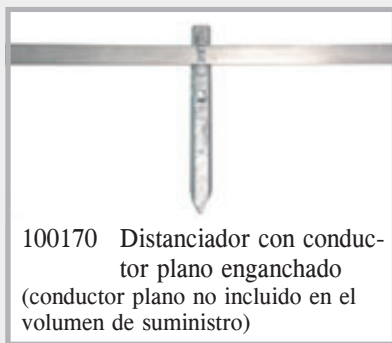 100170 Distanciador con conduc-
tor plano enganchado
(conductor plano no incluido en el
volumen de suministro)